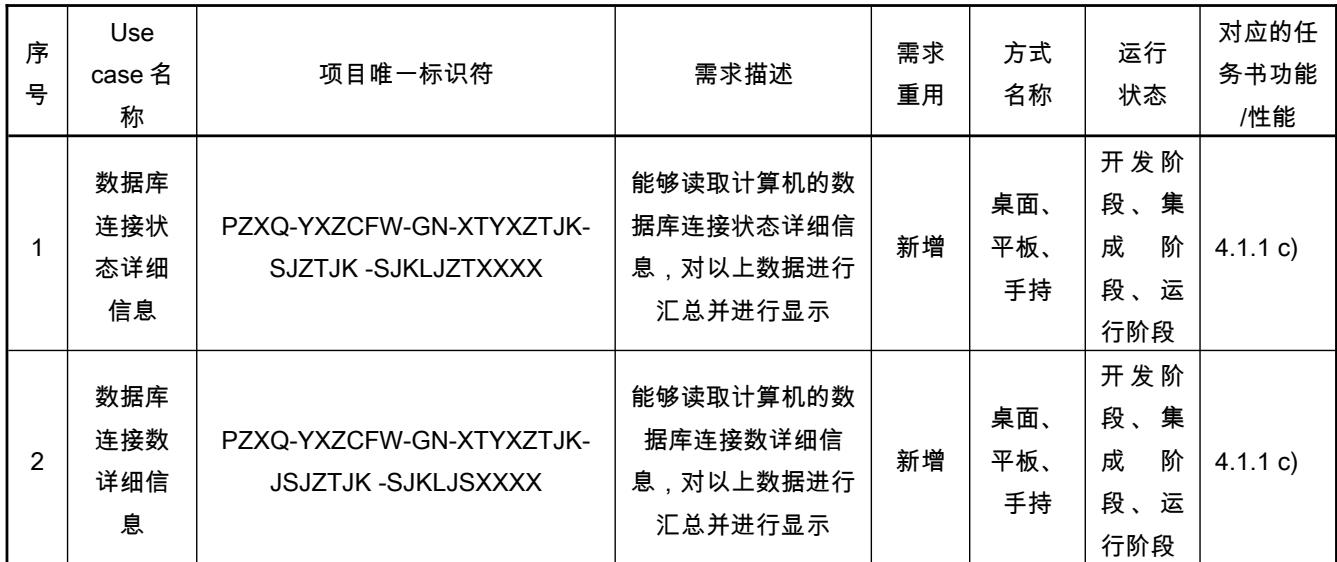 序号
Use case 名称
项目唯一标识符
需求描述
需求重用
方式名称
运行状态
对应的任务书功能/性能
1
数据库
连接状
态详细
信息
PZXQ-YXZCFW-GN-XTYXZTJK-
SJZTJK -SJKLJZTXXXX
能够读取计算机的数
据库连接状态详细信
息，对以上数据进行
汇总并进行显示
新增
桌面、
平板、
手持
开发阶
段、集
成阶
段、运
行阶段
4.1.1 c)
2
数据库
连接数
详细信
息
PZXQ-YXZCFW-GN-XTYXZTJK-
JSJZTJK -SJKLJSXXXX
能够读取计算机的数
据库连接数详细信
息，对以上数据进行
汇总并进行显示
新增
桌面、
平板、
手持
开发阶
段、集
成阶
段、运
行阶段
4.1.1 c)